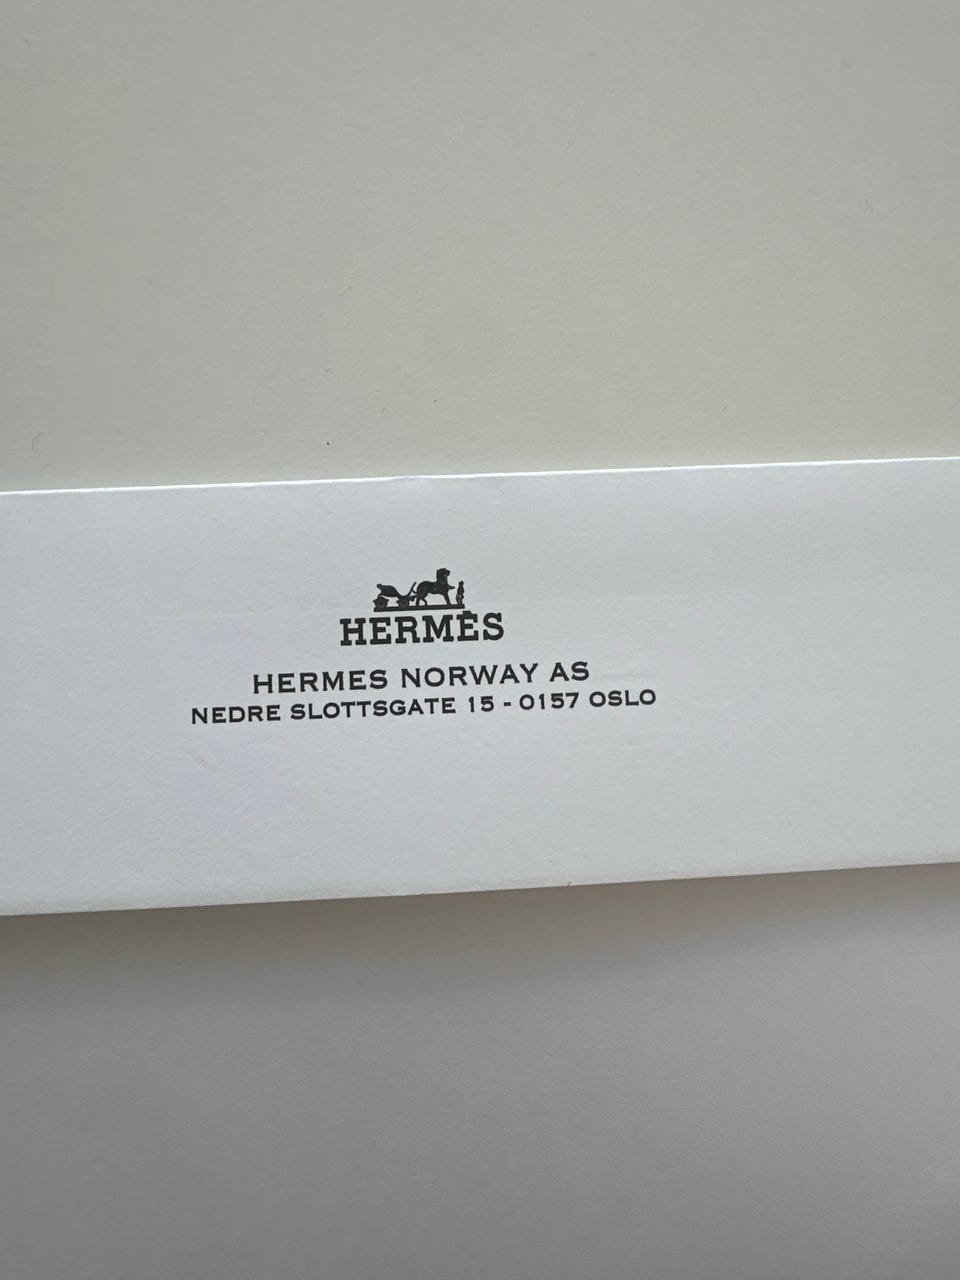 HERMÈS
HERMES NORWAY AS
NEDRE SLOTTSGATE 15 - 0157 OSLO